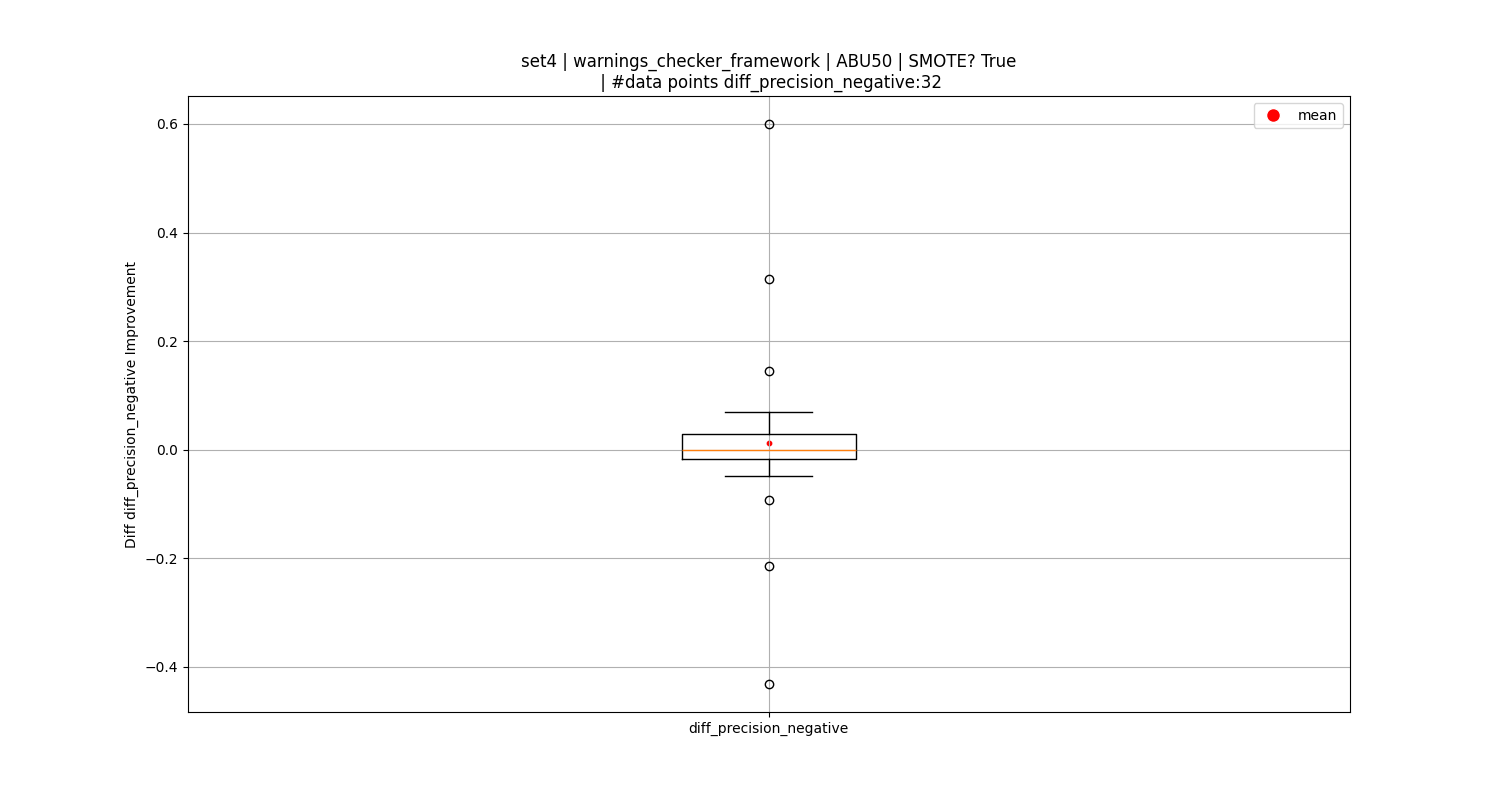 set4 | warnings_checker_framework | ABU50 | SMOTE? True
| #data points diff_precision_negative:32
mean
0.6
0.4
0.2
0.0
−0.2
−0.4
Diff diff_precision_negative Improvement
diff_precision_negative